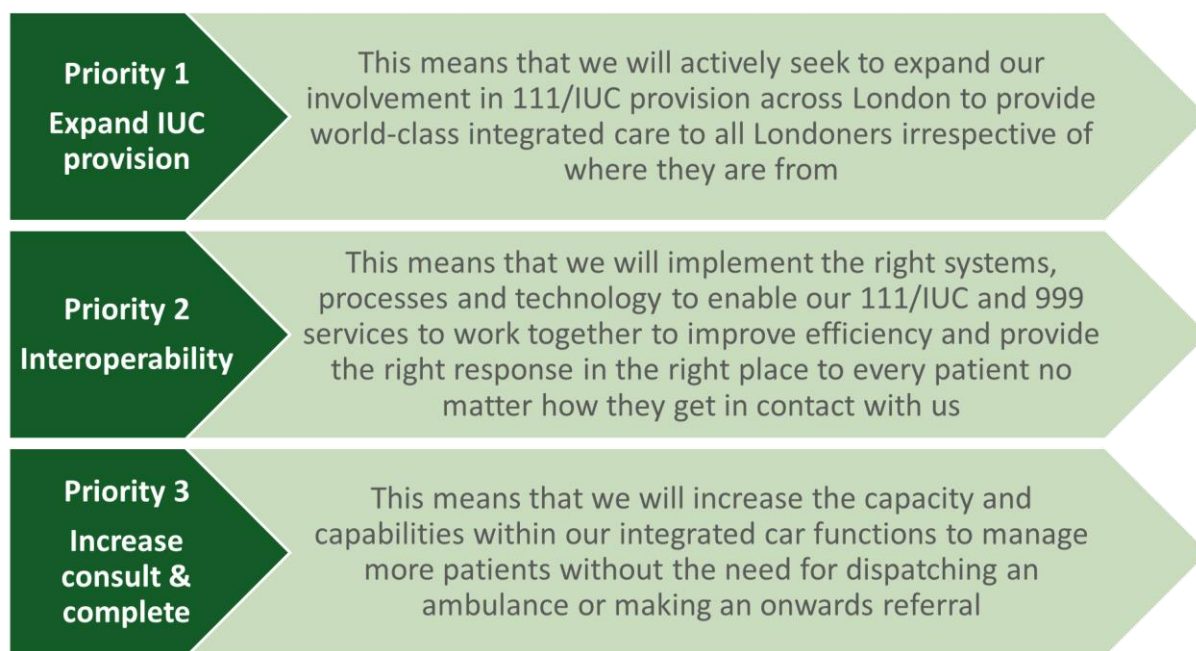 Priority 1
Expand IUC
provision
This means that we will actively seek to expand our
involvement in 111/IUC provision across London to provide
world-class integrated care to all Londoners irrespective of
where they are from
Priority 2
Interoperability
This means that we will implement the right systems,
processes and technology to enable our 111/IUC and 999
services to work together to improve efficiency and provide
the right response in the right place to every patient no
matter how they get in contact with us
Priority 3
Increase
consult &
complete
This means that we will increase the capacity and
capabilities within our integrated car functions to manage
more patients without the need for dispatching an
ambulance or making an onwards referral